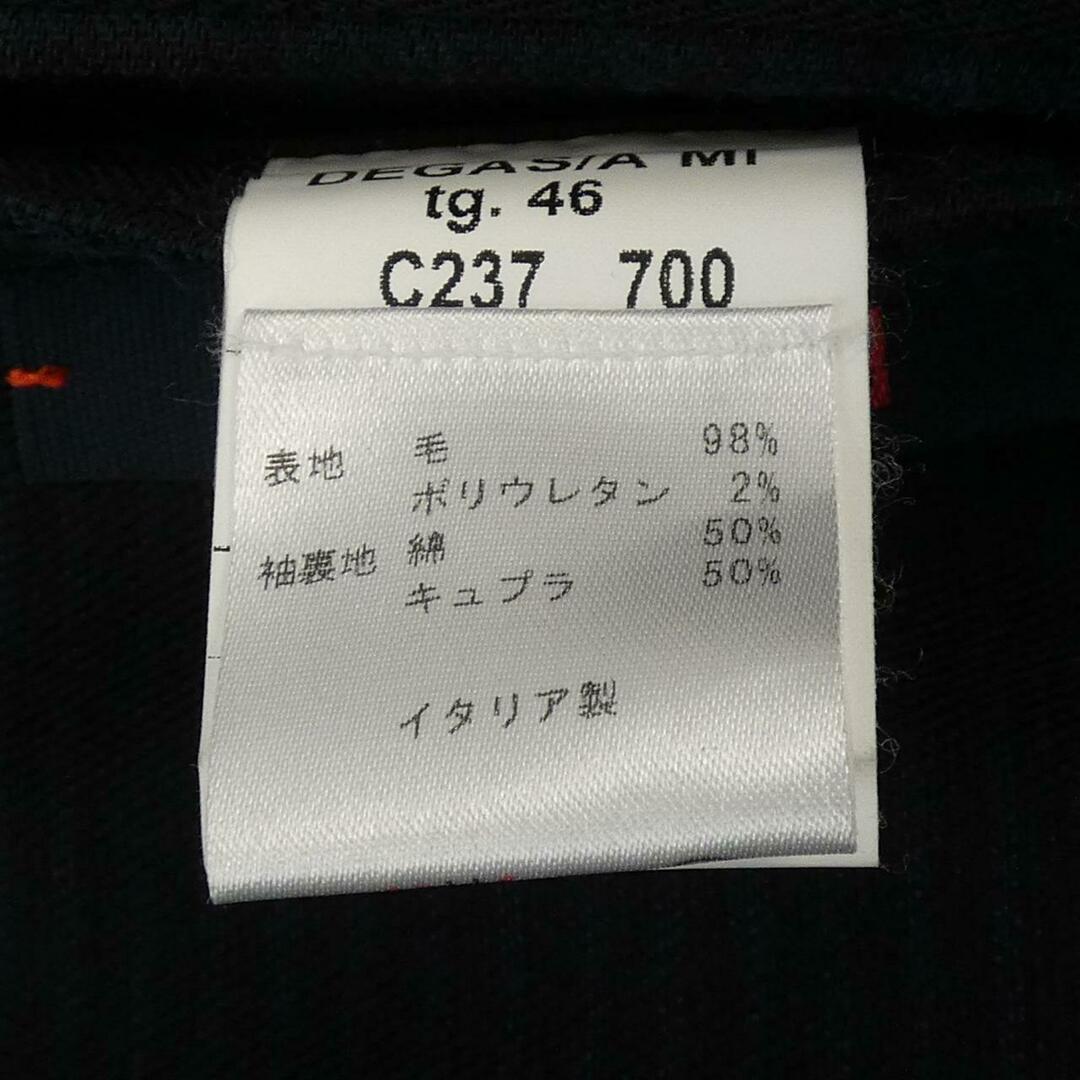 DEGAS/A MI
tg. 46
C237 700
表地 毛 98%
ポリウレタン 2%
袖裏地 綿 50%
キュプラ 50%
イタリア製